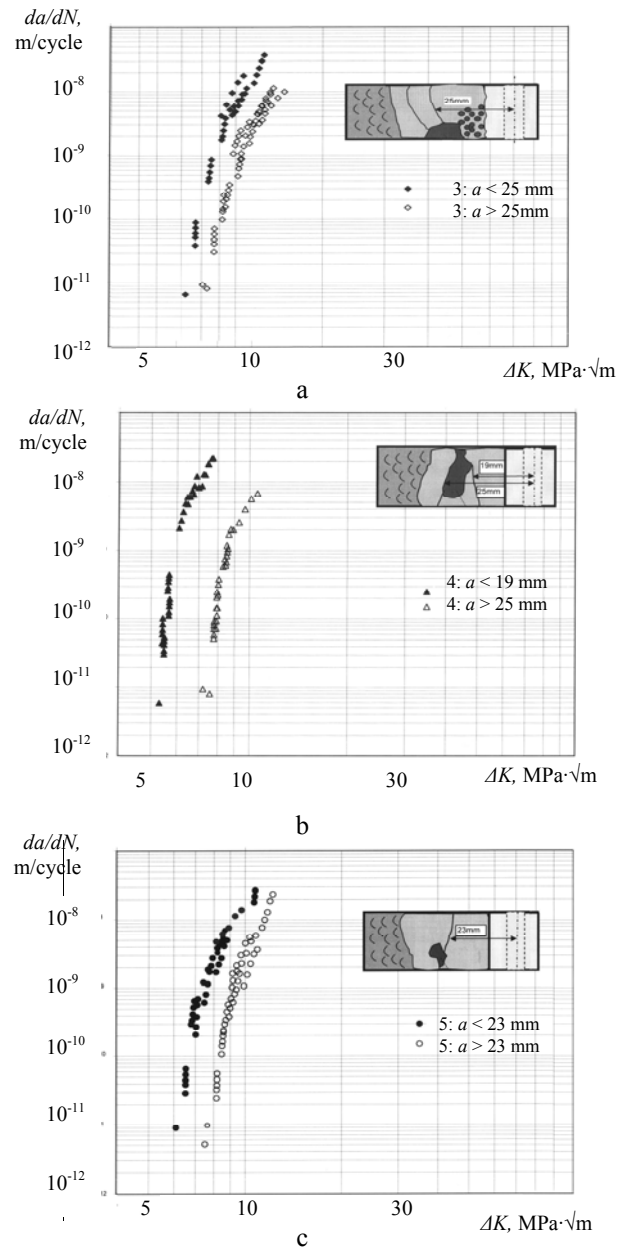 da/dN,
m/cycle
10⁻⁸
10⁻⁹
10⁻¹⁰
10⁻¹¹
10⁻¹²
25mm
3: a < 25 mm
3: a > 25mm
5 10 30 ΔK, MPa·√m
a
da/dN,
m/cycle
10⁻⁸
10⁻⁹
10⁻¹⁰
10⁻¹¹
10⁻¹²
19mm
25mm
4: a < 19 mm
4: a > 25 mm
5 10 30 ΔK, MPa·√m
b
da/dN,
m/cycle
10⁻⁸
10⁻⁹
10⁻¹⁰
10⁻¹¹
10⁻¹²
23mm
5: a < 23 mm
5: a > 23 mm
5 10 30 ΔK, MPa·√m
c